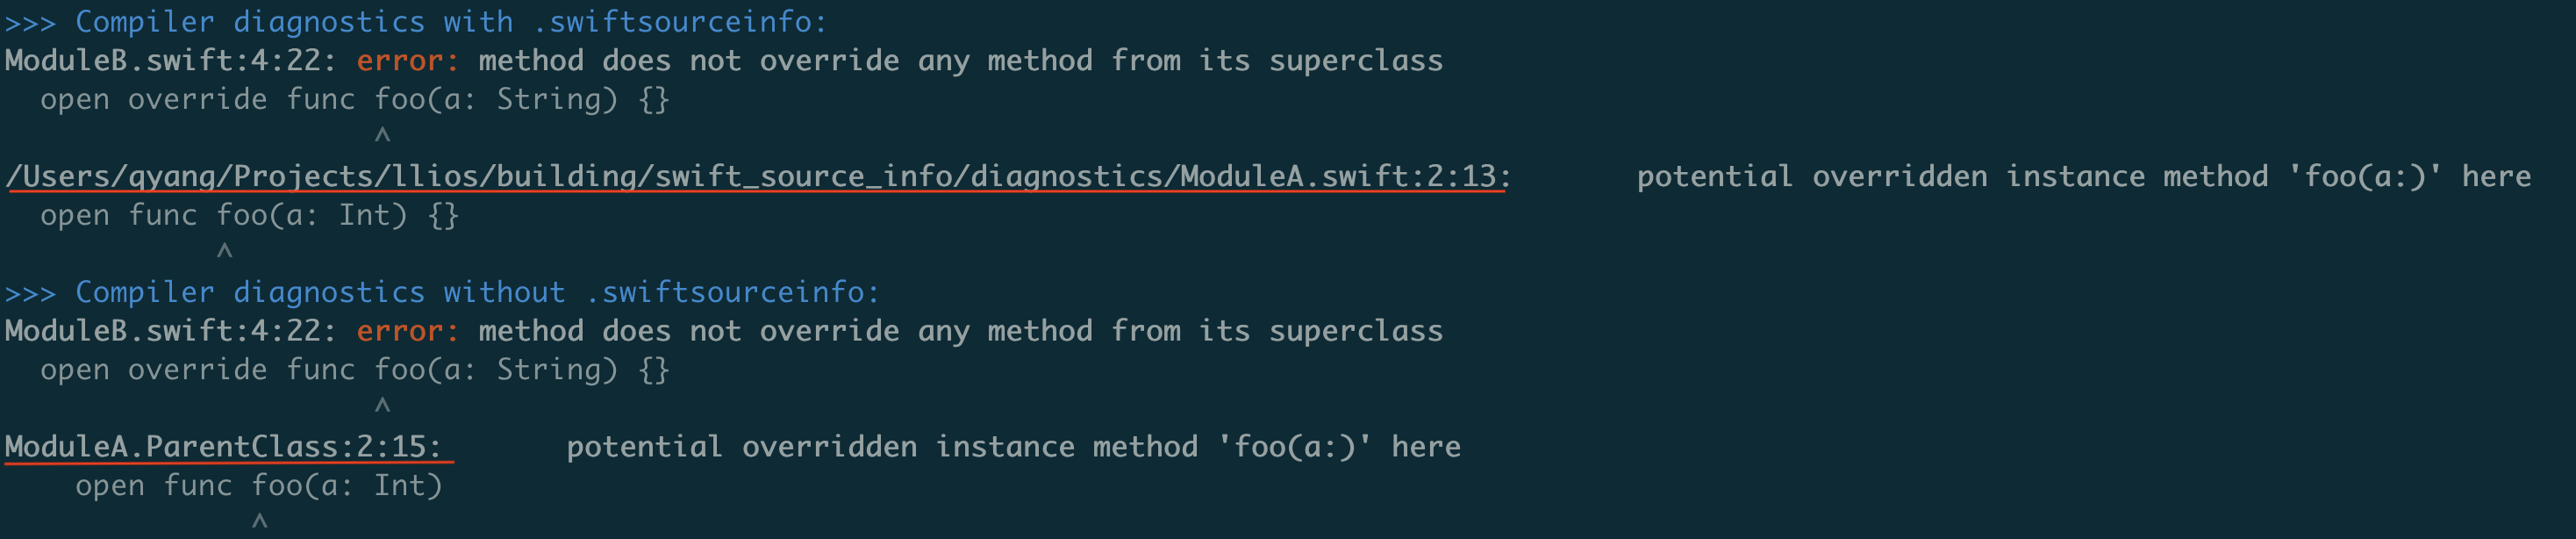 >>> Compiler diagnostics with .swiftsourceinfo:
ModuleB.swift:4:22: error: method does not override any method from its superclass
  open override func foo(a: String) {}
                     ^
/Users/qyang/Projects/llios/building/swift_source_info/diagnostics/ModuleA.swift:2:13:       potential overridden instance method 'foo(a:)' here
  open func foo(a: Int) {}
            ^
>>> Compiler diagnostics without .swiftsourceinfo:
ModuleB.swift:4:22: error: method does not override any method from its superclass
  open override func foo(a: String) {}
                     ^
ModuleA.ParentClass:2:15:       potential overridden instance method 'foo(a:)' here
    open func foo(a: Int)
              ^